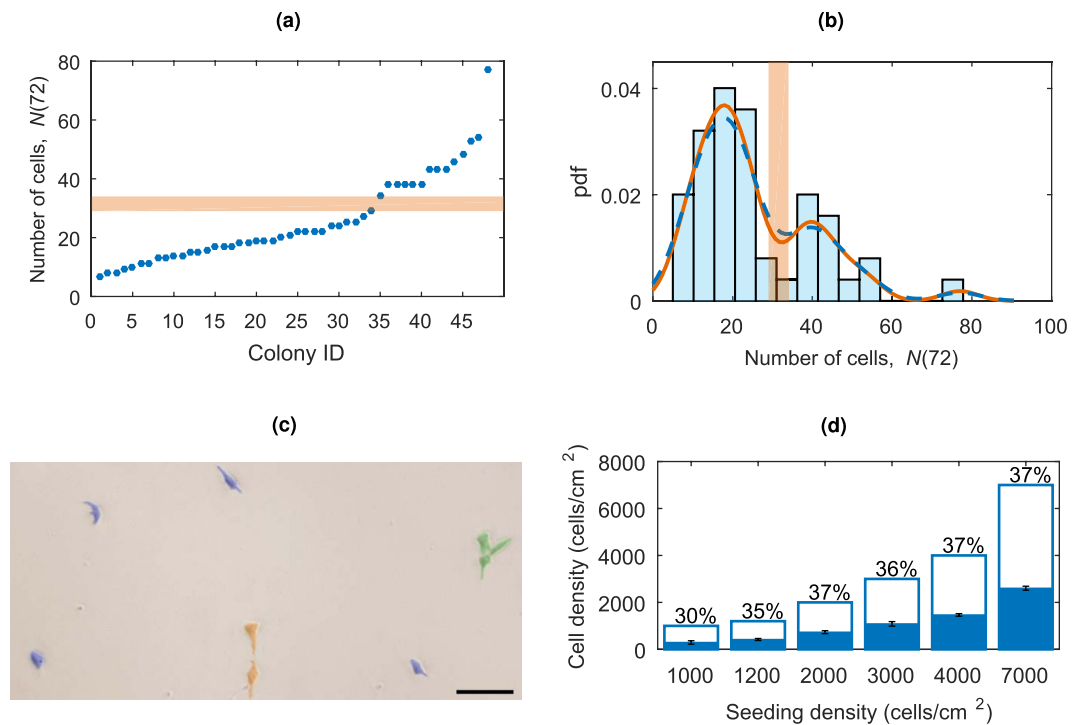 (a)
Number of cells, N(72)
80
60
40
20
0
0 5 10 15 20 25 30 35 40 45
Colony ID
(b)
pdf
0.04
0.02
0
0 20 40 60 80 100
Number of cells, N(72)
(c)
(d)
Cell density (cells/cm 2)
8000
6000
4000
2000
0
30% 35% 37% 36% 37% 37%
1000 1200 2000 3000 4000 7000
Seeding density (cells/cm 2)